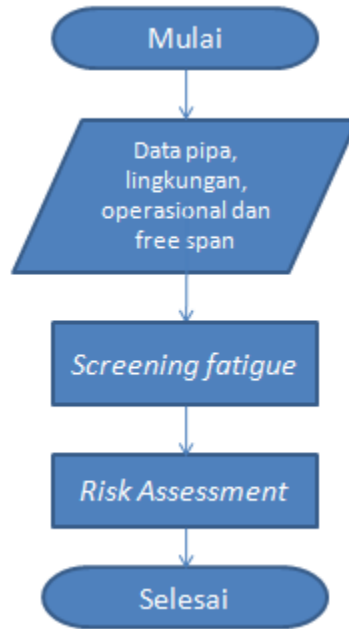 Mulai
Data pipa,
lingkungan,
operasional dan
free span
Screening fatigue
Risk Assessment
Selesai